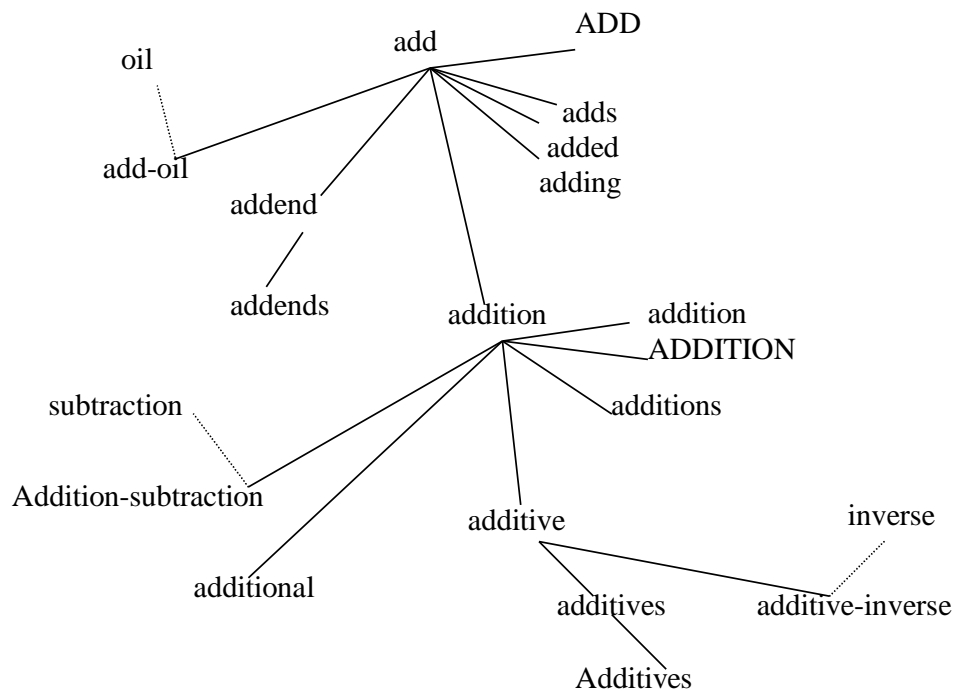 ADD
add
oil
adds
added
add-oil
adding
addend
addends
addition
addition
ADDITION
subtraction
additions
Addition-subtraction
additive
inverse
additional
additives
additive-inverse
Additives